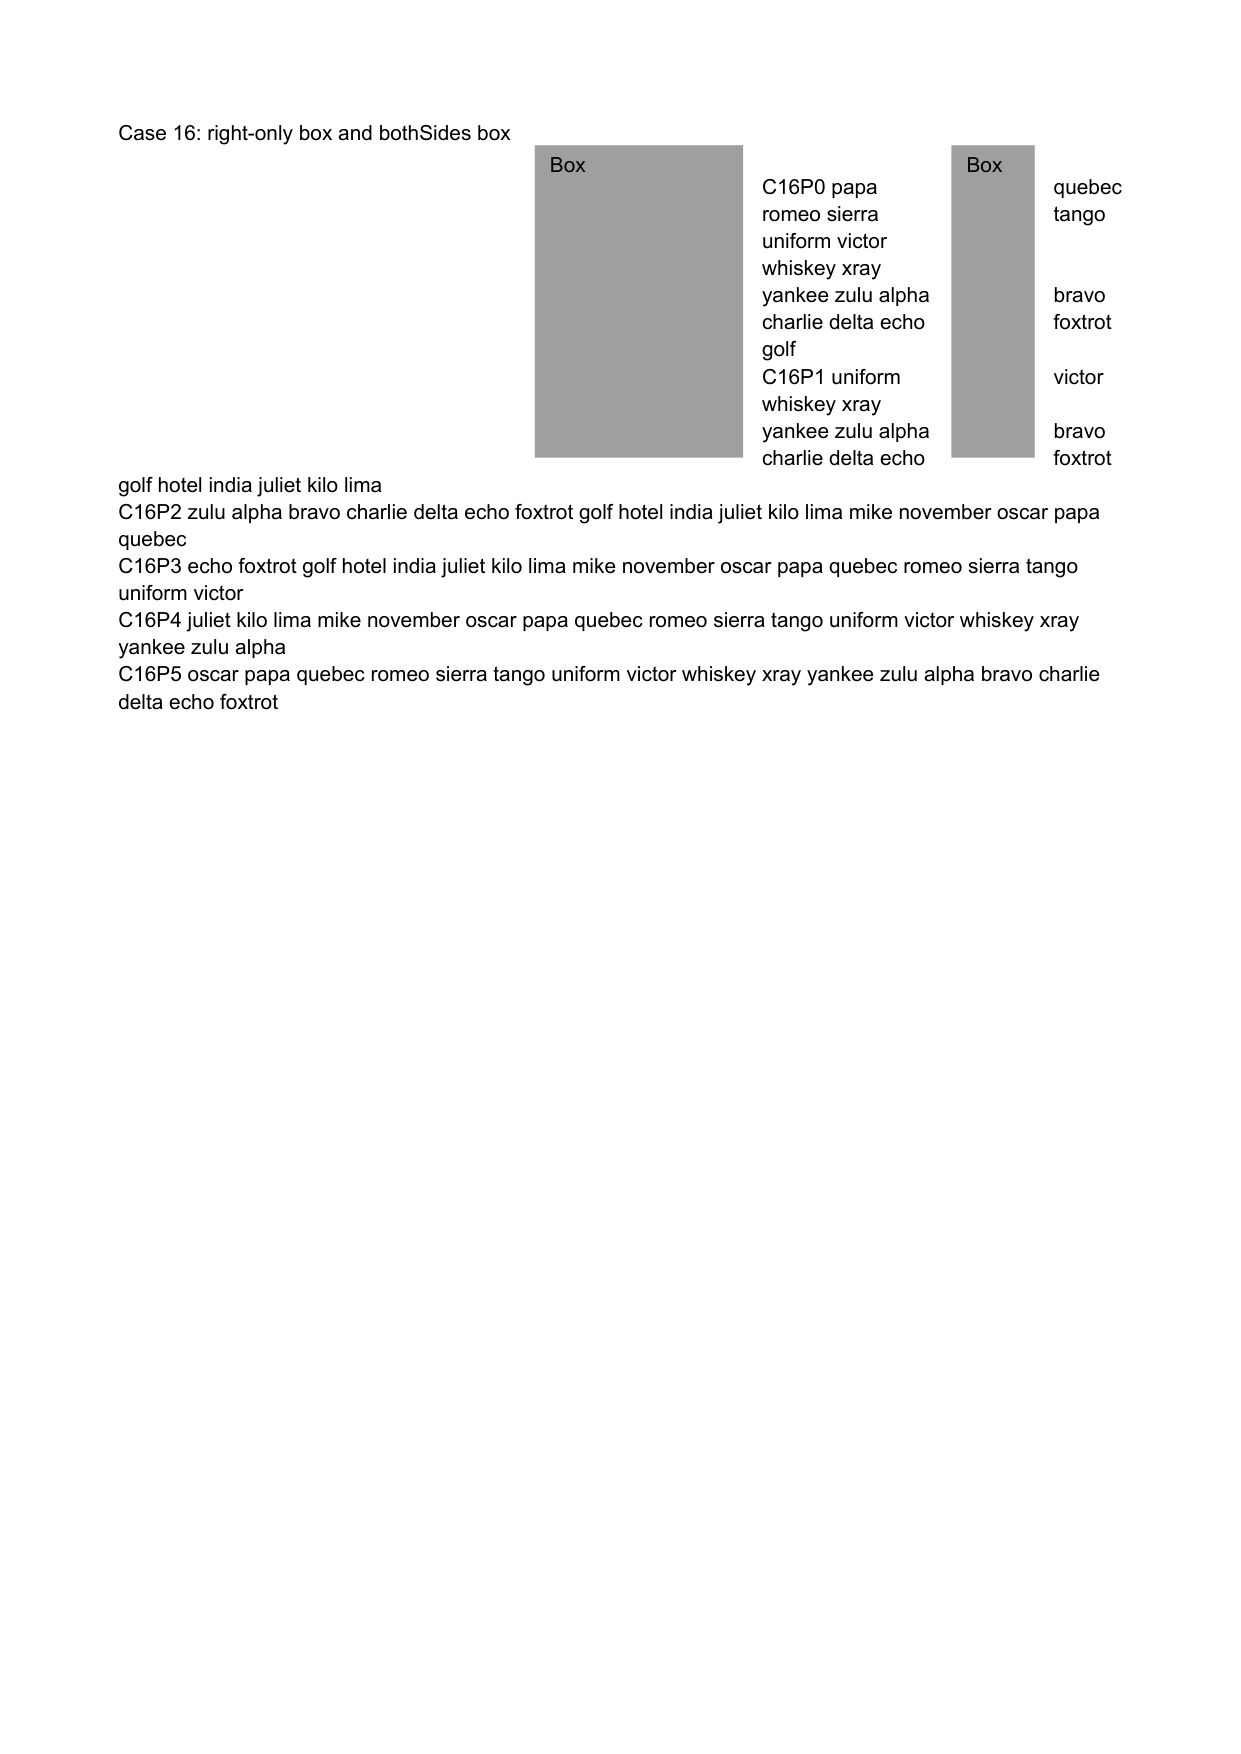 Case 16: right-only box and bothSides box
Box
Box
C16P0 papa quebec
romeo sierra tango
uniform victor
whiskey xray
yankee zulu alpha bravo
charlie delta echo foxtrot
golf
C16P1 uniform victor
whiskey xray
yankee zulu alpha bravo
charlie delta echo foxtrot
golf hotel india juliet kilo lima
C16P2 zulu alpha bravo charlie delta echo foxtrot golf hotel india juliet kilo lima mike november oscar papa
quebec
C16P3 echo foxtrot golf hotel india juliet kilo lima mike november oscar papa quebec romeo sierra tango
uniform victor
C16P4 juliet kilo lima mike november oscar papa quebec romeo sierra tango uniform victor whiskey xray
yankee zulu alpha
C16P5 oscar papa quebec romeo sierra tango uniform victor whiskey xray yankee zulu alpha bravo charlie
delta echo foxtrot